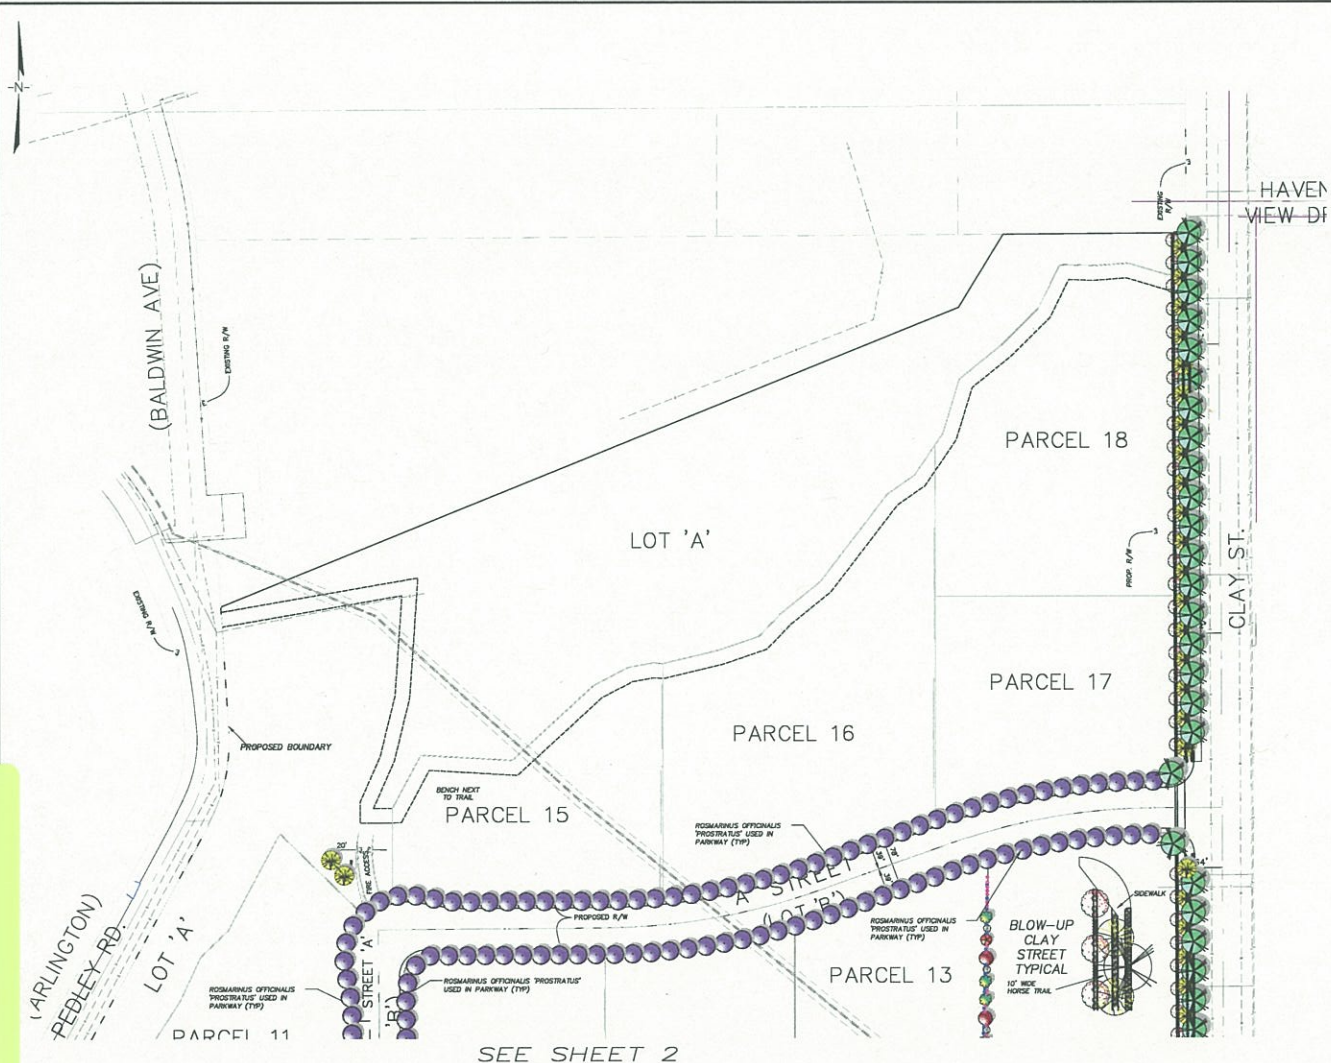 -N-
HAVEN
VIEW DR
EXISTING
R/W
(BALDWIN AVE)
EXISTING R/W
PARCEL 18
LOT 'A'
PROP. R/W
CLAY ST.
EXISTING R/W
PARCEL 17
PARCEL 16
PROPOSED BOUNDARY
BENCH NEXT
TO TRAIL
PARCEL 15
ROSMARINUS OFFICINALIS
'PROSTRATUS' USED IN
PARKWAY (TYP)
20'
FIRE ACCESS
78'
39'
39'
'A' STREET
(LOT 'B')
PROPOSED R/W
64'
SIDEWALK
ROSMARINUS OFFICINALIS
'PROSTRATUS' USED IN
PARKWAY (TYP)
BLOW-UP
CLAY
STREET
TYPICAL
10' WIDE
HORSE TRAIL
PARCEL 13
(ARLINGTON)
PEDLEY RD.
LOT 'A'
ROSMARINUS OFFICINALIS
'PROSTRATUS' USED IN
PARKWAY (TYP)
STREET 'A'
'B')
ROSMARINUS OFFICINALIS 'PROSTRATUS'
USED IN PARKWAY (TYP)
PARCEL 11
SEE SHEET 2